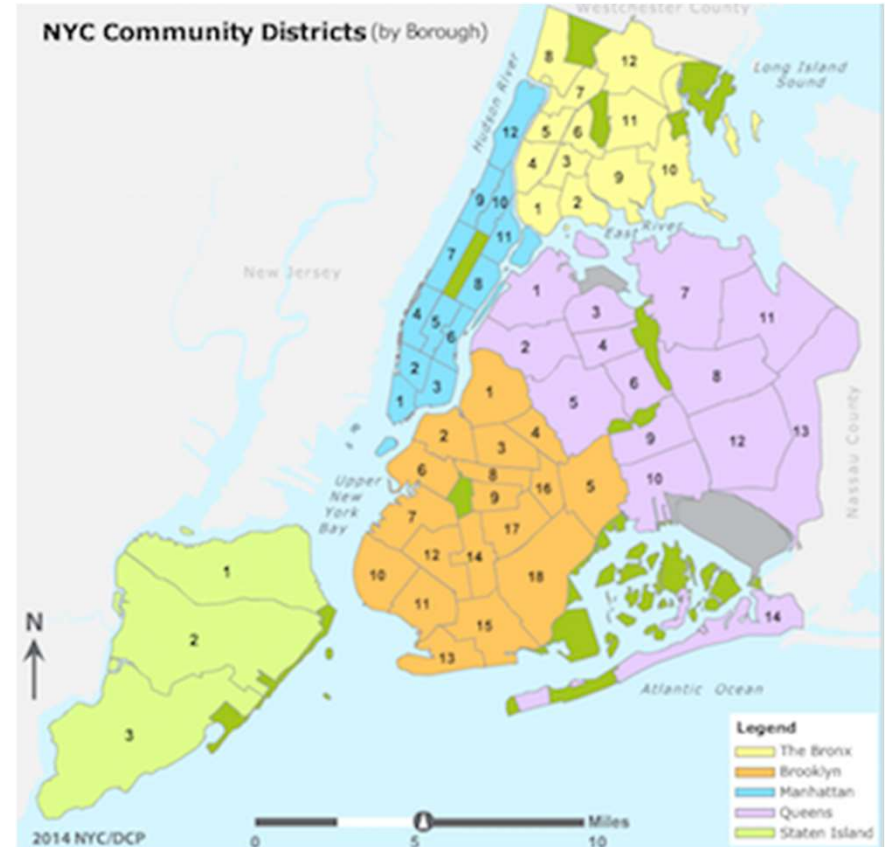 NYC Community Districts (by Borough)
Westchester County
Long Island
Sound
Hudson River
8
12
7
12
5
6
11
4
3
9
10
9
10
1
2
11
East River
7
8
New Jersey
1
7
11
3
4
5
6
2
4
2
3
6
8
1
1
5
2
3
4
9
12
13
Nassau County
6
8
10
Upper
New
York
Bay
9
16
5
7
17
12
14
10
18
11
15
13
14
1
2
3
N
Atlantic Ocean
Legend
The Bronx
Brooklyn
Manhattan
Queens
Staten Island
Miles
0
5
10
2014 NYC/DCP